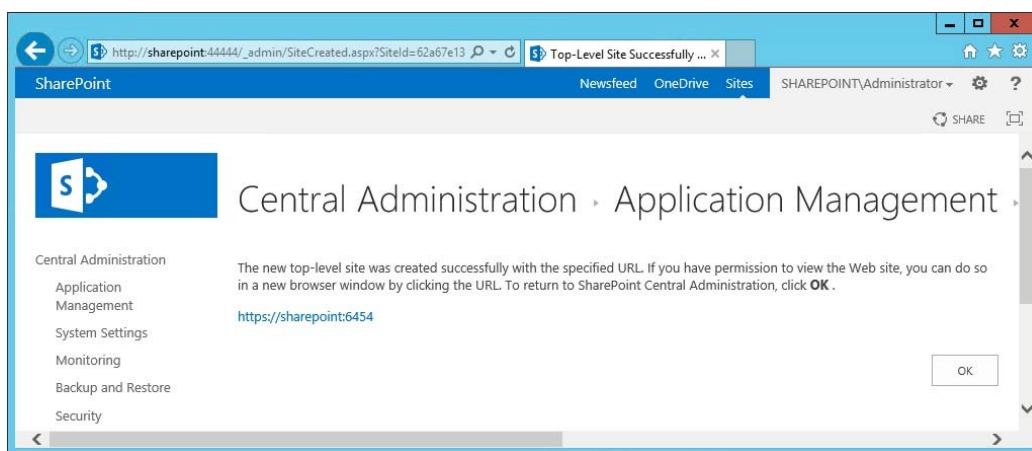 http://sharepoint:44444/_admin/SiteCreated.aspx?SiteId=62a67e13
Top-Level Site Successfully ...
SharePoint
Newsfeed OneDrive Sites SHAREPOINT\Administrator ?
SHARE
S
Central Administration Application Management
Central Administration
Application
Management
System Settings
Monitoring
Backup and Restore
Security
The new top-level site was created successfully with the specified URL. If you have permission to view the Web site, you can do so
in a new browser window by clicking the URL. To return to SharePoint Central Administration, click OK .
https://sharepoint:6454
OK